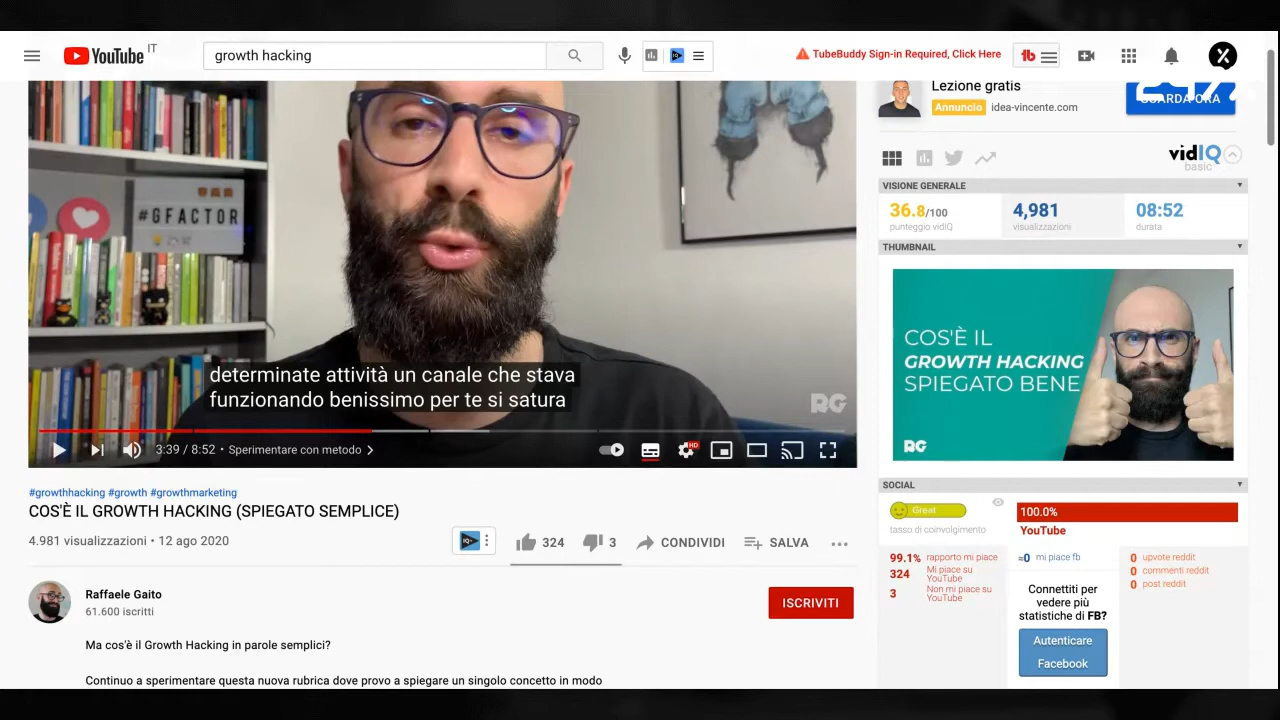 YouTube IT
growth hacking
TubeBuddy Sign-in Required, Click Here
tb
Lezione gratis
Annuncio idea-vincente.com
GUARDA ORA
#GFACTOR
determinate attività un canale che stava
funzionando benissimo per te si satura
RG
3:39 / 8:52 • Sperimentare con metodo
HD
#growthhacking #growth #growthmarketing
COS'È IL GROWTH HACKING (SPIEGATO SEMPLICE)
4.981 visualizzazioni • 12 ago 2020
IQ
324
3
CONDIVIDI
SALVA
Raffaele Gaito
61.600 iscritti
ISCRIVITI
Ma cos'è il Growth Hacking in parole semplici?
Continuo a sperimentare questa nuova rubrica dove provo a spiegare un singolo concetto in modo
vidIQ
basic
VISIONE GENERALE
36.8/100
punteggio vidIQ
4,981
visualizzazioni
08:52
durata
THUMBNAIL
COS'È IL
GROWTH HACKING
SPIEGATO BENE
RG
SOCIAL
Great
tasso di coinvolgimento
100.0%
YouTube
99.1% rapporto mi piace
324 Mi piace su
YouTube
3 Non mi piace su
YouTube
≈0 mi piace fb
Connettiti per
vedere più
statistiche di FB?
Autenticare
Facebook
0 upvote reddit
0 commenti reddit
0 post reddit